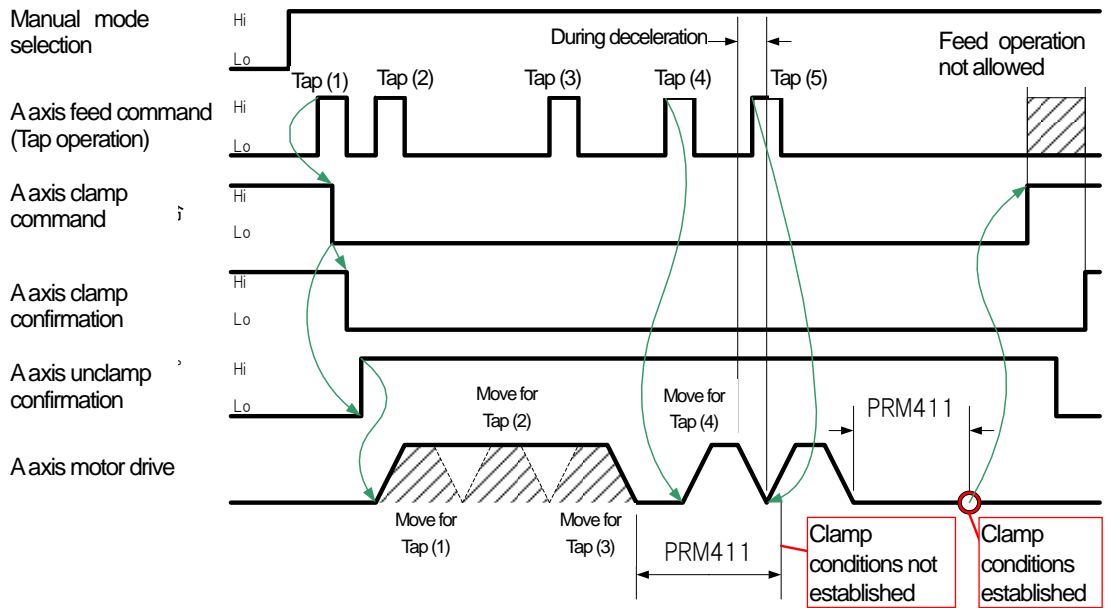 Manual mode
selection
Hi
Lo
During deceleration
Feed operation
not allowed
Tap (1)
Tap (2)
Tap (3)
Tap (4)
Tap (5)
A axis feed command
(Tap operation)
Hi
Lo
A axis clamp
command
Hi
Lo
A axis clamp
confirmation
Hi
Lo
A axis unclamp
confirmation
Hi
Lo
Move for
Tap (2)
Move for
Tap (4)
PRM411
A axis motor drive
Move for
Tap (1)
Move for
Tap (3)
PRM411
Clamp
conditions not
established
Clamp
conditions
established